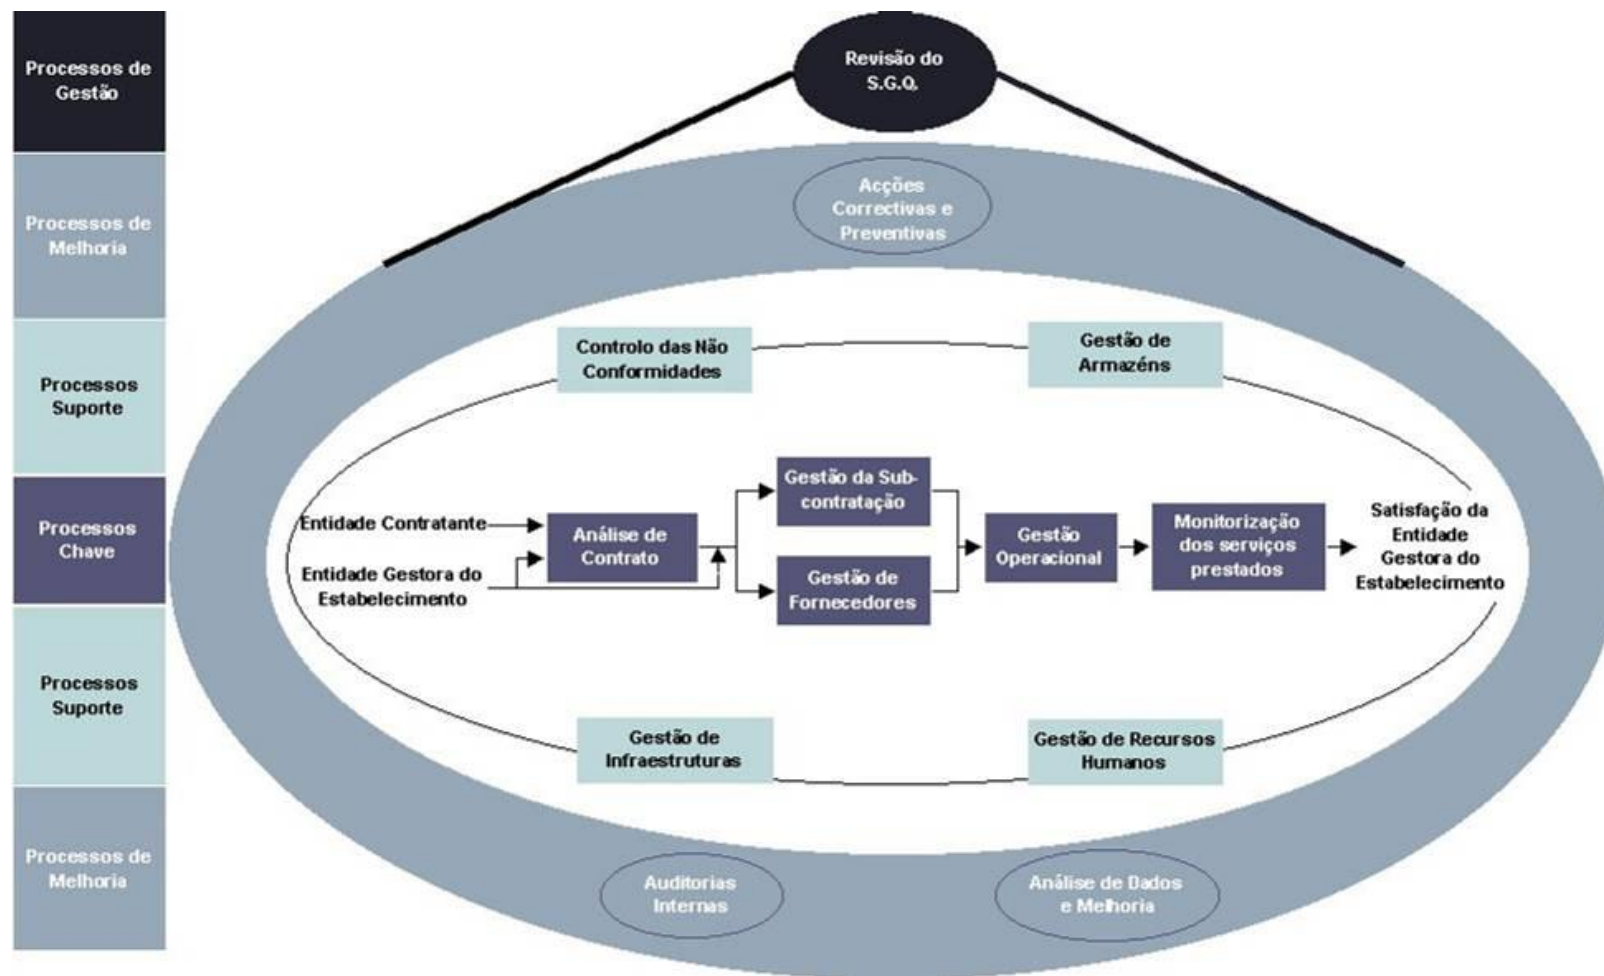 Processos de
Gestão
Revisão do
S.G.Q.
Processos de
Melhoria
Acções
Correctivas e
Preventivas
Processos
Suporte
Controlo das Não
Conformidades
Gestão de
Armazéns
Processos
Chave
Entidade Contratante
Entidade Gestora do
Estabelecimento
Análise de
Contrato
Gestão da Sub-
contratação
Gestão de
Fornecedores
Gestão
Operacional
Monitorização
dos serviços
prestados
Satisfação da
Entidade
Gestora do
Estabelecimento
Processos
Suporte
Gestão de
Infraestruturas
Gestão de Recursos
Humanos
Processos de
Melhoria
Auditorias
Internas
Análise de Dados
e Melhoria